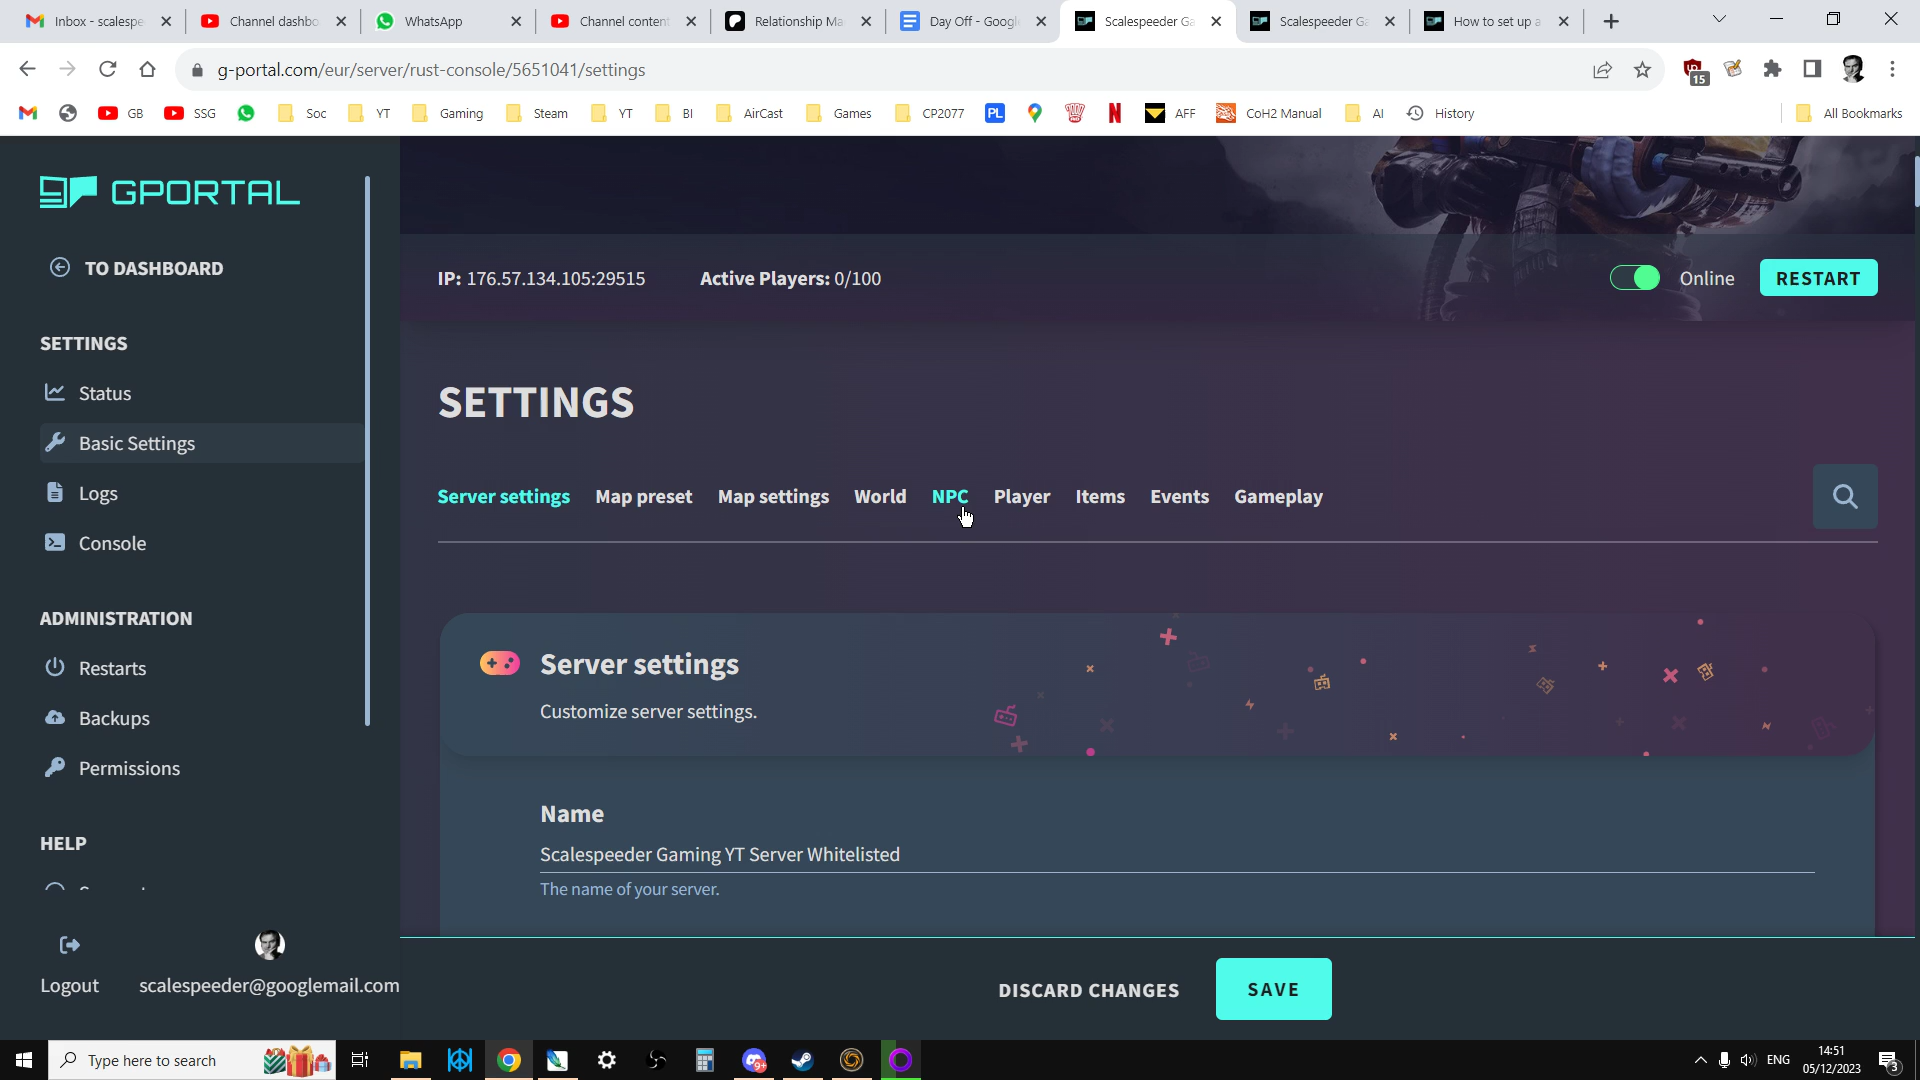 Inbox - scalespe
Channel dashbo
WhatsApp
Channel content
Relationship Ma
Day Off - Google
Scalespeeder Ga
Scalespeeder Ga
How to set up a
g-portal.com/eur/server/rust-console/5651041/settings
15
GB
SSG
Soc
YT
Gaming
Steam
YT
BI
AirCast
Games
CP2077
PL
N
AFF
CoH2 Manual
AI
History
All Bookmarks
GPORTAL
TO DASHBOARD
SETTINGS
Status
Basic Settings
Logs
Console
ADMINISTRATION
Restarts
Backups
Permissions
HELP
Logout
scalespeeder@googlemail.com
IP: 176.57.134.105:29515
Active Players: 0/100
Online
RESTART
SETTINGS
Server settings
Map preset
Map settings
World
NPC
Player
Items
Events
Gameplay
Server settings
Customize server settings.
Name
Scalespeeder Gaming YT Server Whitelisted
The name of your server.
DISCARD CHANGES
SAVE
Type here to search
9+
ENG
14:51
05/12/2023
3